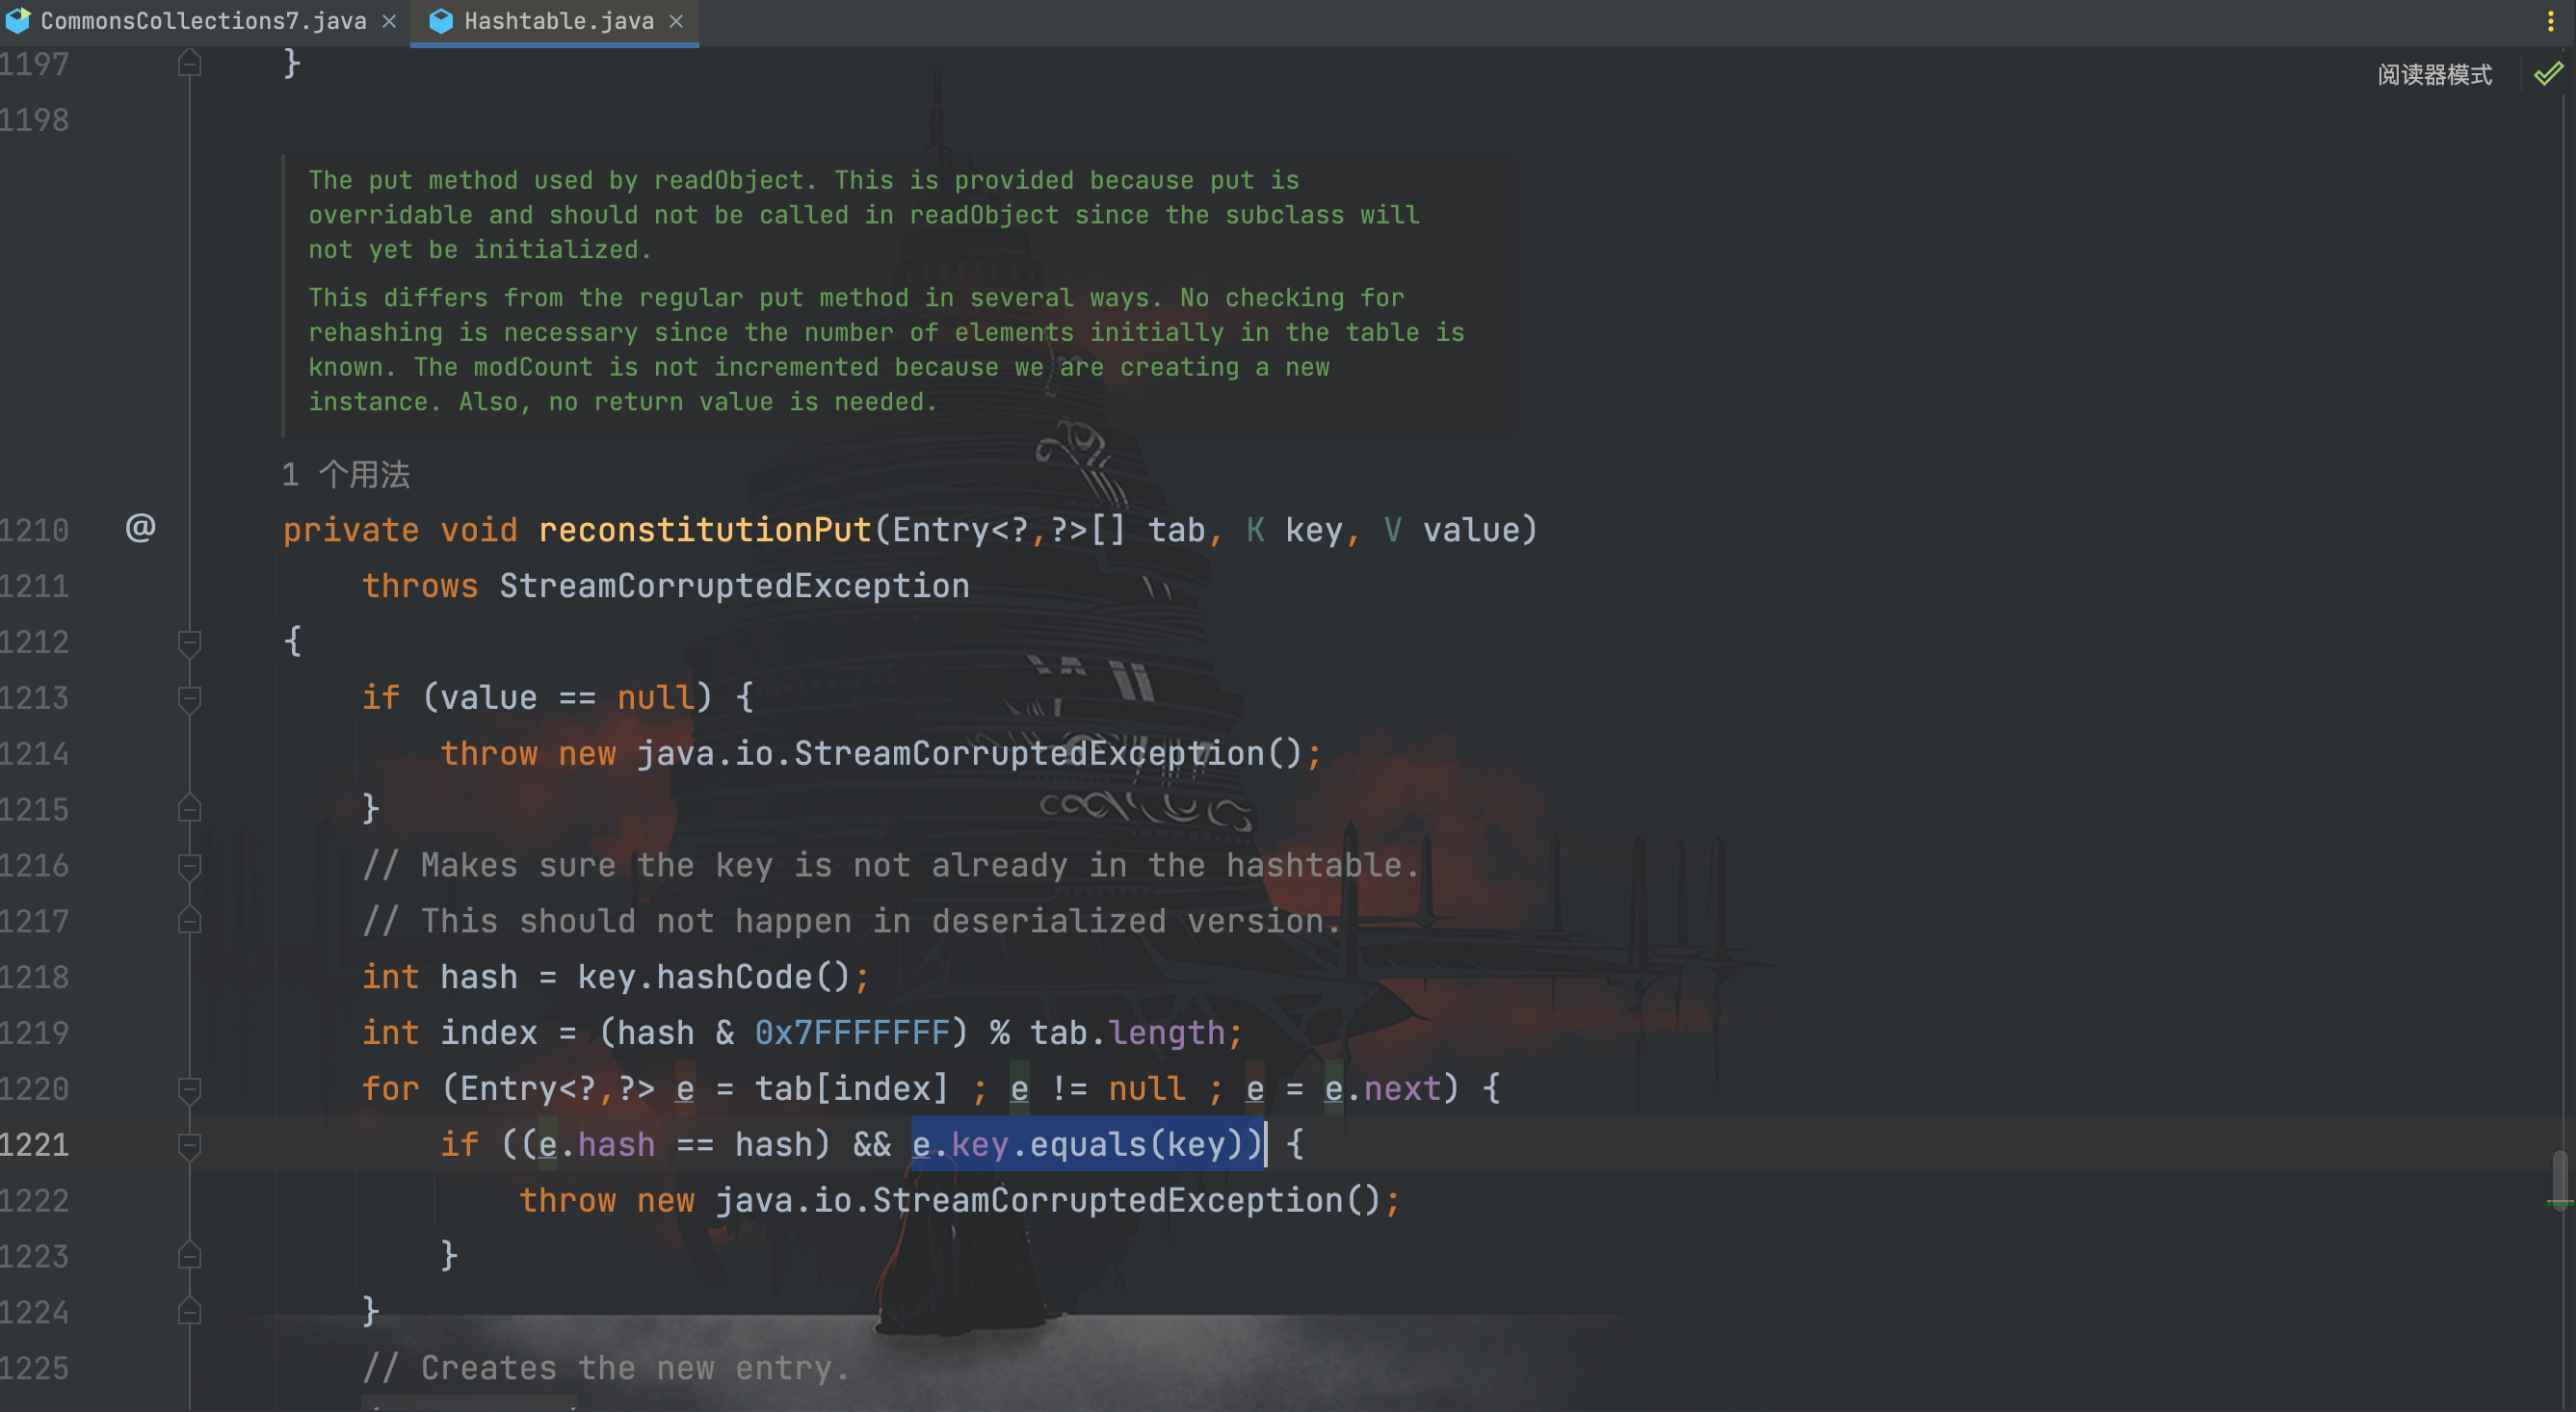 CommonsCollections7.java
Hashtable.java
阅读器模式
1197 }
1198
The put method used by readObject. This is provided because put is
overridable and should not be called in readObject since the subclass will
not yet be initialized.
This differs from the regular put method in several ways. No checking for
rehashing is necessary since the number of elements initially in the table is
known. The modCount is not incremented because we are creating a new
instance. Also, no return value is needed.
1 个用法
1210 @ private void reconstitutionPut(Entry<?,?>[] tab, K key, V value)
1211 throws StreamCorruptedException
1212 {
1213 if (value == null) {
1214 throw new java.io.StreamCorruptedException();
1215 }
1216 // Makes sure the key is not already in the hashtable.
1217 // This should not happen in deserialized version.
1218 int hash = key.hashCode();
1219 int index = (hash & 0x7FFFFFFF) % tab.length;
1220 for (Entry<?,?> e = tab[index] ; e != null ; e = e.next) {
1221 if ((e.hash == hash) && e.key.equals(key)) {
1222 throw new java.io.StreamCorruptedException();
1223 }
1224 }
1225 // Creates the new entry.